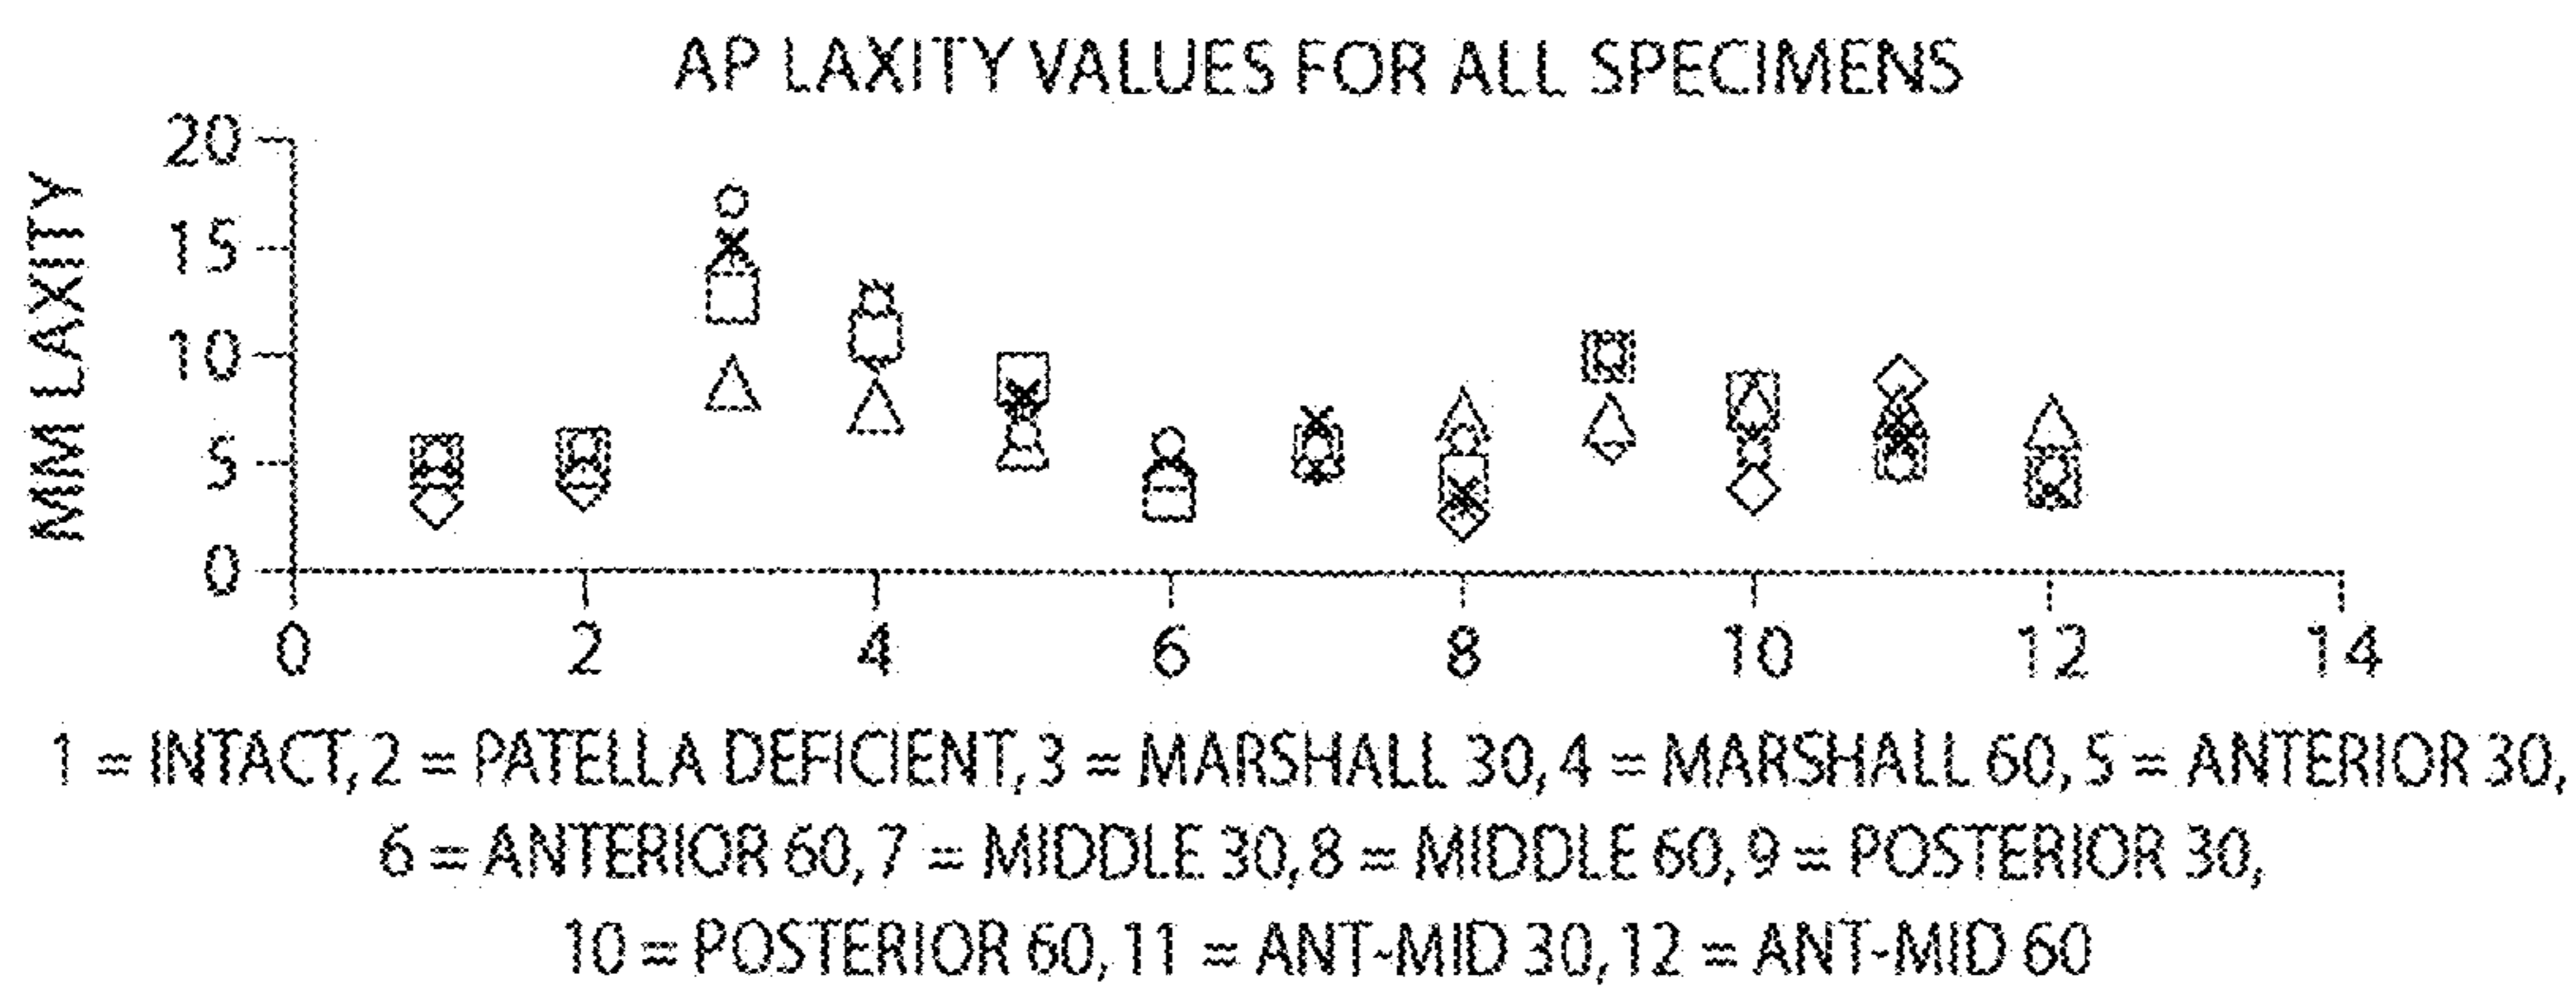 AP LAXITY VALUES FOR ALL SPECIMENS
20
15
10
5
0
MM LAXITY
0 2 4 6 8 10 12 14
1 = INTACT, 2 = PATELLA DEFICIENT, 3 = MARSHALL 30, 4 = MARSHALL 60, 5 = ANTERIOR 30,
6 = ANTERIOR 60, 7 = MIDDLE 30, 8 = MIDDLE 60, 9 = POSTERIOR 30,
10 = POSTERIOR 60, 11 = ANT-MID 30, 12 = ANT-MID 60